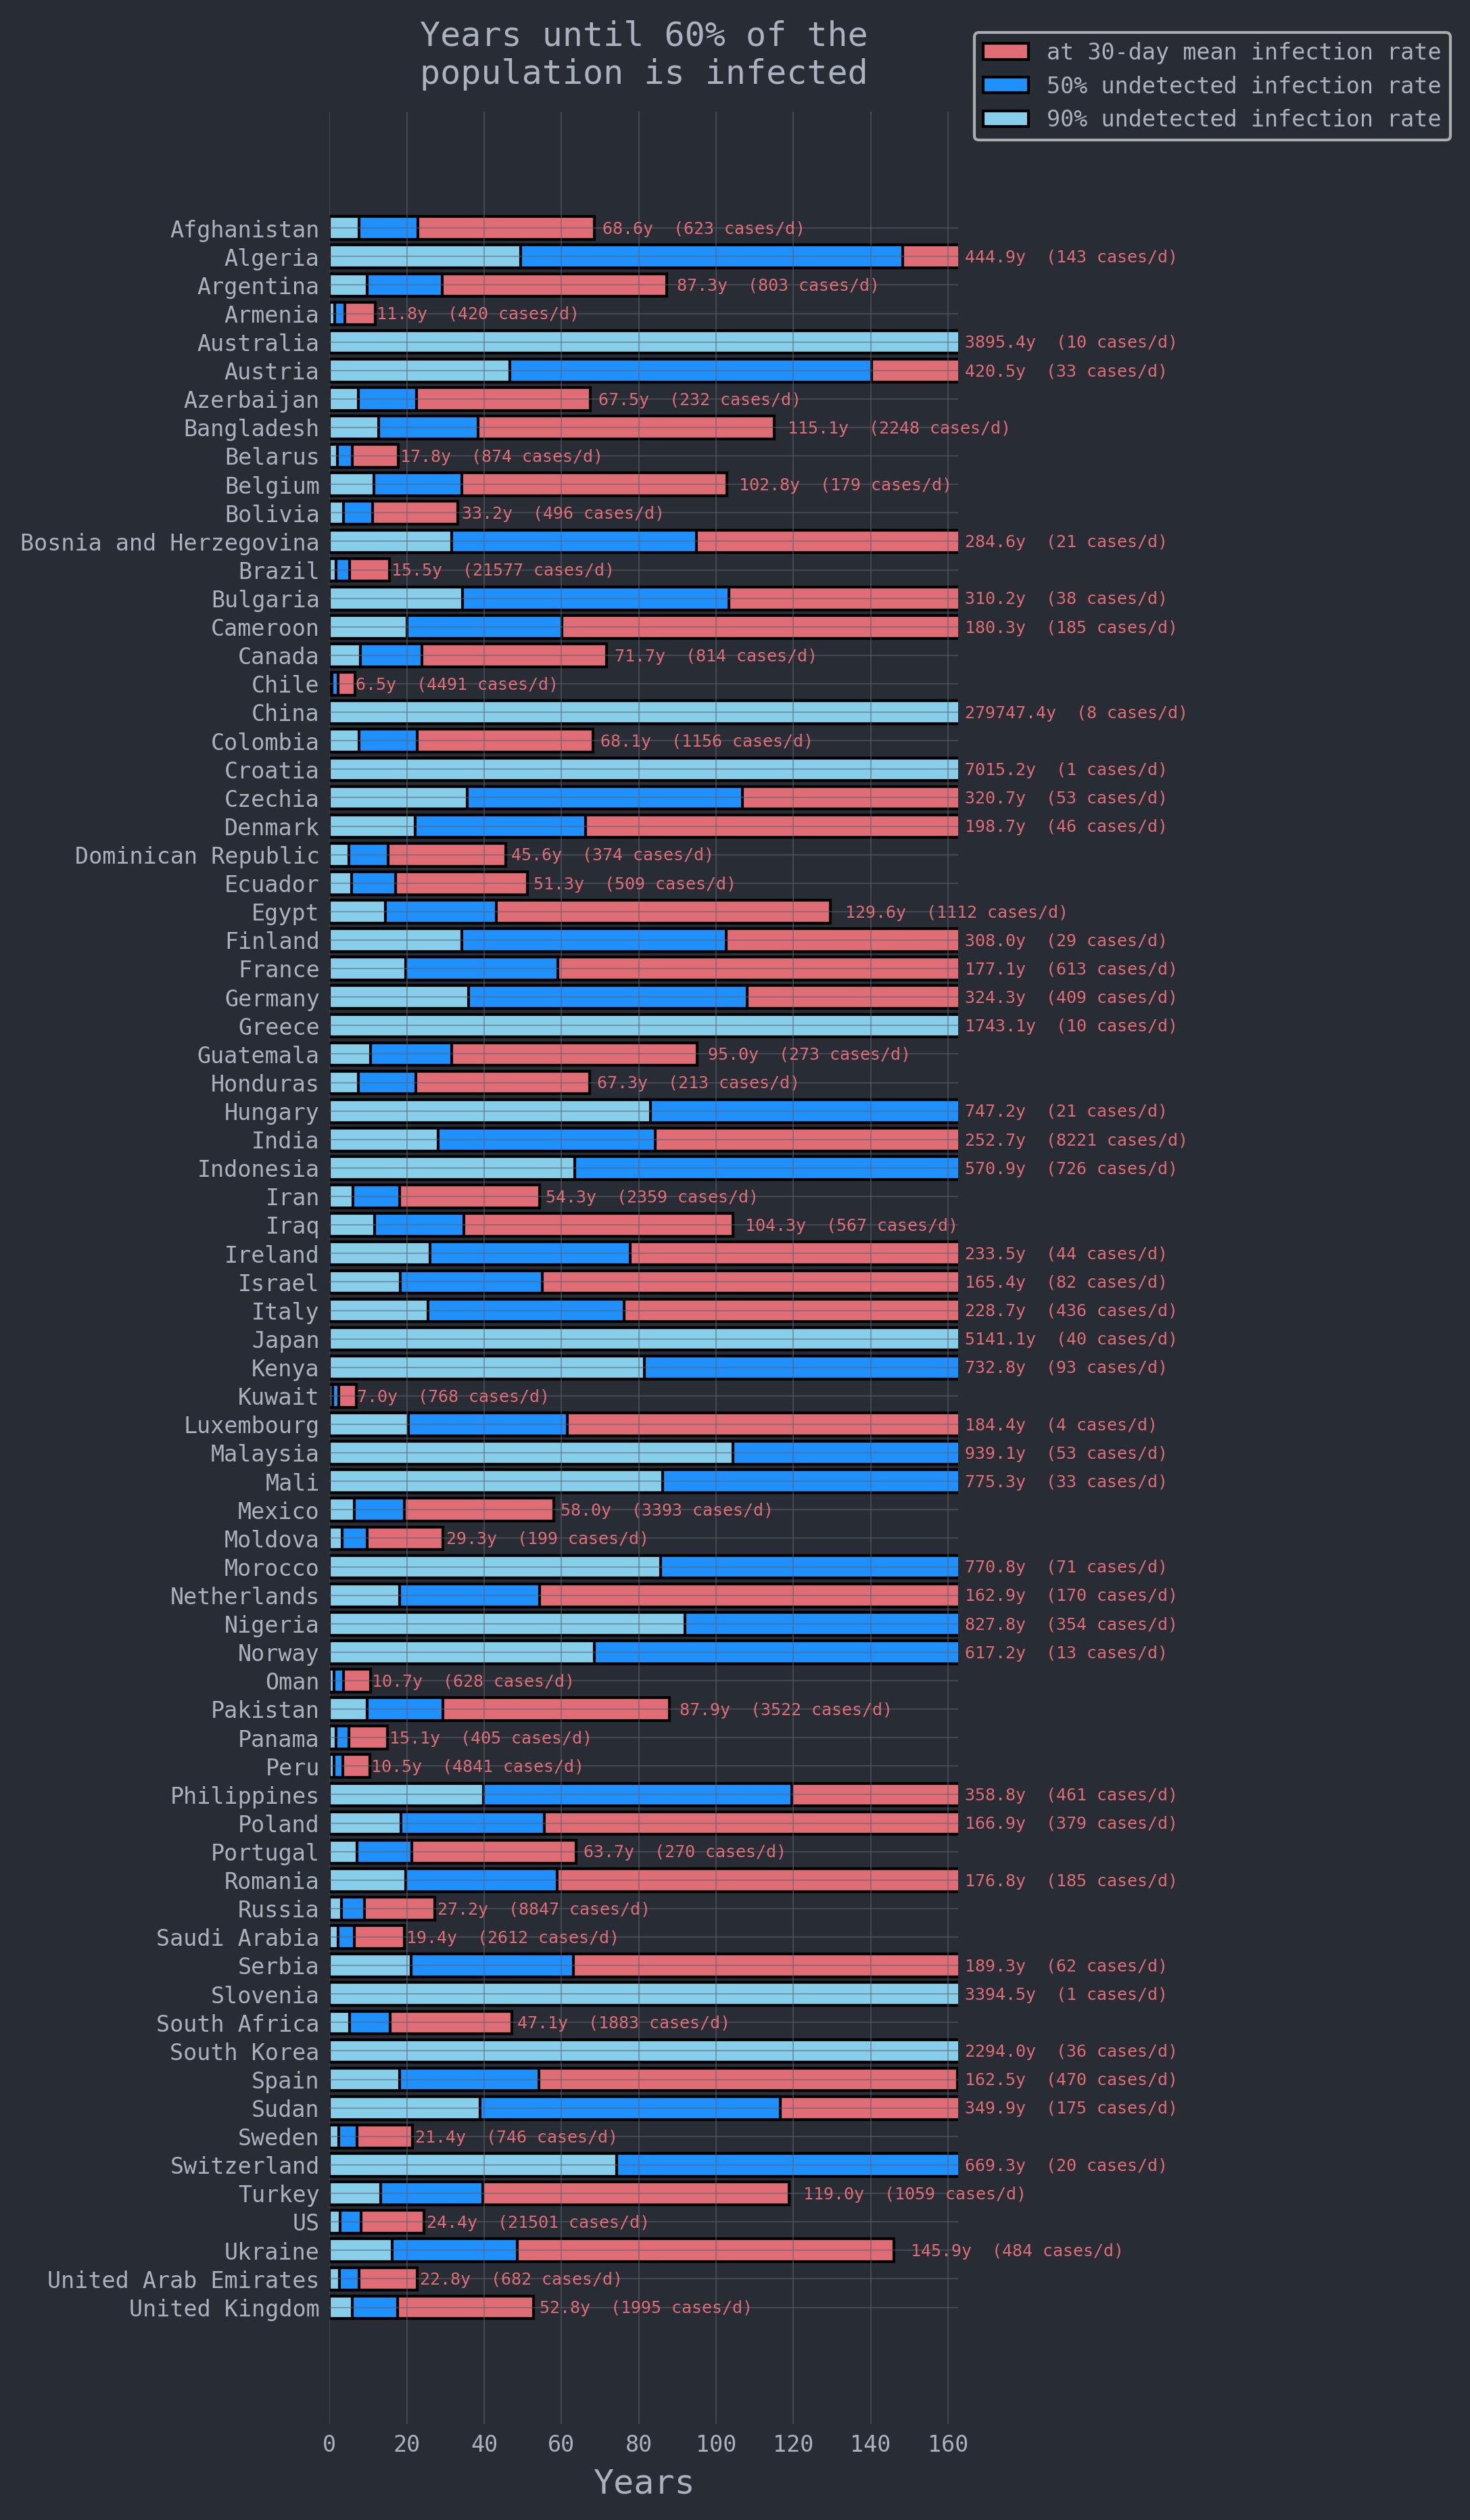 Years until 60% of the
population is infected
at 30-day mean infection rate
50% undetected infection rate
90% undetected infection rate
Afghanistan 68.6y (623 cases/d)
Algeria 444.9y (143 cases/d)
Argentina 87.3y (803 cases/d)
Armenia 11.8y (420 cases/d)
Australia 3895.4y (10 cases/d)
Austria 420.5y (33 cases/d)
Azerbaijan 67.5y (232 cases/d)
Bangladesh 115.1y (2248 cases/d)
Belarus 17.8y (874 cases/d)
Belgium 102.8y (179 cases/d)
Bolivia 33.2y (496 cases/d)
Bosnia and Herzegovina 284.6y (21 cases/d)
Brazil 15.5y (21577 cases/d)
Bulgaria 310.2y (38 cases/d)
Cameroon 180.3y (185 cases/d)
Canada 71.7y (814 cases/d)
Chile 6.5y (4491 cases/d)
China 279747.4y (8 cases/d)
Colombia 68.1y (1156 cases/d)
Croatia 7015.2y (1 cases/d)
Czechia 320.7y (53 cases/d)
Denmark 198.7y (46 cases/d)
Dominican Republic 45.6y (374 cases/d)
Ecuador 51.3y (509 cases/d)
Egypt 129.6y (1112 cases/d)
Finland 308.0y (29 cases/d)
France 177.1y (613 cases/d)
Germany 324.3y (409 cases/d)
Greece 1743.1y (10 cases/d)
Guatemala 95.0y (273 cases/d)
Honduras 67.3y (213 cases/d)
Hungary 747.2y (21 cases/d)
India 252.7y (8221 cases/d)
Indonesia 570.9y (726 cases/d)
Iran 54.3y (2359 cases/d)
Iraq 104.3y (567 cases/d)
Ireland 233.5y (44 cases/d)
Israel 165.4y (82 cases/d)
Italy 228.7y (436 cases/d)
Japan 5141.1y (40 cases/d)
Kenya 732.8y (93 cases/d)
Kuwait 7.0y (768 cases/d)
Luxembourg 184.4y (4 cases/d)
Malaysia 939.1y (53 cases/d)
Mali 775.3y (33 cases/d)
Mexico 58.0y (3393 cases/d)
Moldova 29.3y (199 cases/d)
Morocco 770.8y (71 cases/d)
Netherlands 162.9y (170 cases/d)
Nigeria 827.8y (354 cases/d)
Norway 617.2y (13 cases/d)
Oman 10.7y (628 cases/d)
Pakistan 87.9y (3522 cases/d)
Panama 15.1y (405 cases/d)
Peru 10.5y (4841 cases/d)
Philippines 358.8y (461 cases/d)
Poland 166.9y (379 cases/d)
Portugal 63.7y (270 cases/d)
Romania 176.8y (185 cases/d)
Russia 27.2y (8847 cases/d)
Saudi Arabia 19.4y (2612 cases/d)
Serbia 189.3y (62 cases/d)
Slovenia 3394.5y (1 cases/d)
South Africa 47.1y (1883 cases/d)
South Korea 2294.0y (36 cases/d)
Spain 162.5y (470 cases/d)
Sudan 349.9y (175 cases/d)
Sweden 21.4y (746 cases/d)
Switzerland 669.3y (20 cases/d)
Turkey 119.0y (1059 cases/d)
US 24.4y (21501 cases/d)
Ukraine 145.9y (484 cases/d)
United Arab Emirates 22.8y (682 cases/d)
United Kingdom 52.8y (1995 cases/d)
0 20 40 60 80 100 120 140 160
Years